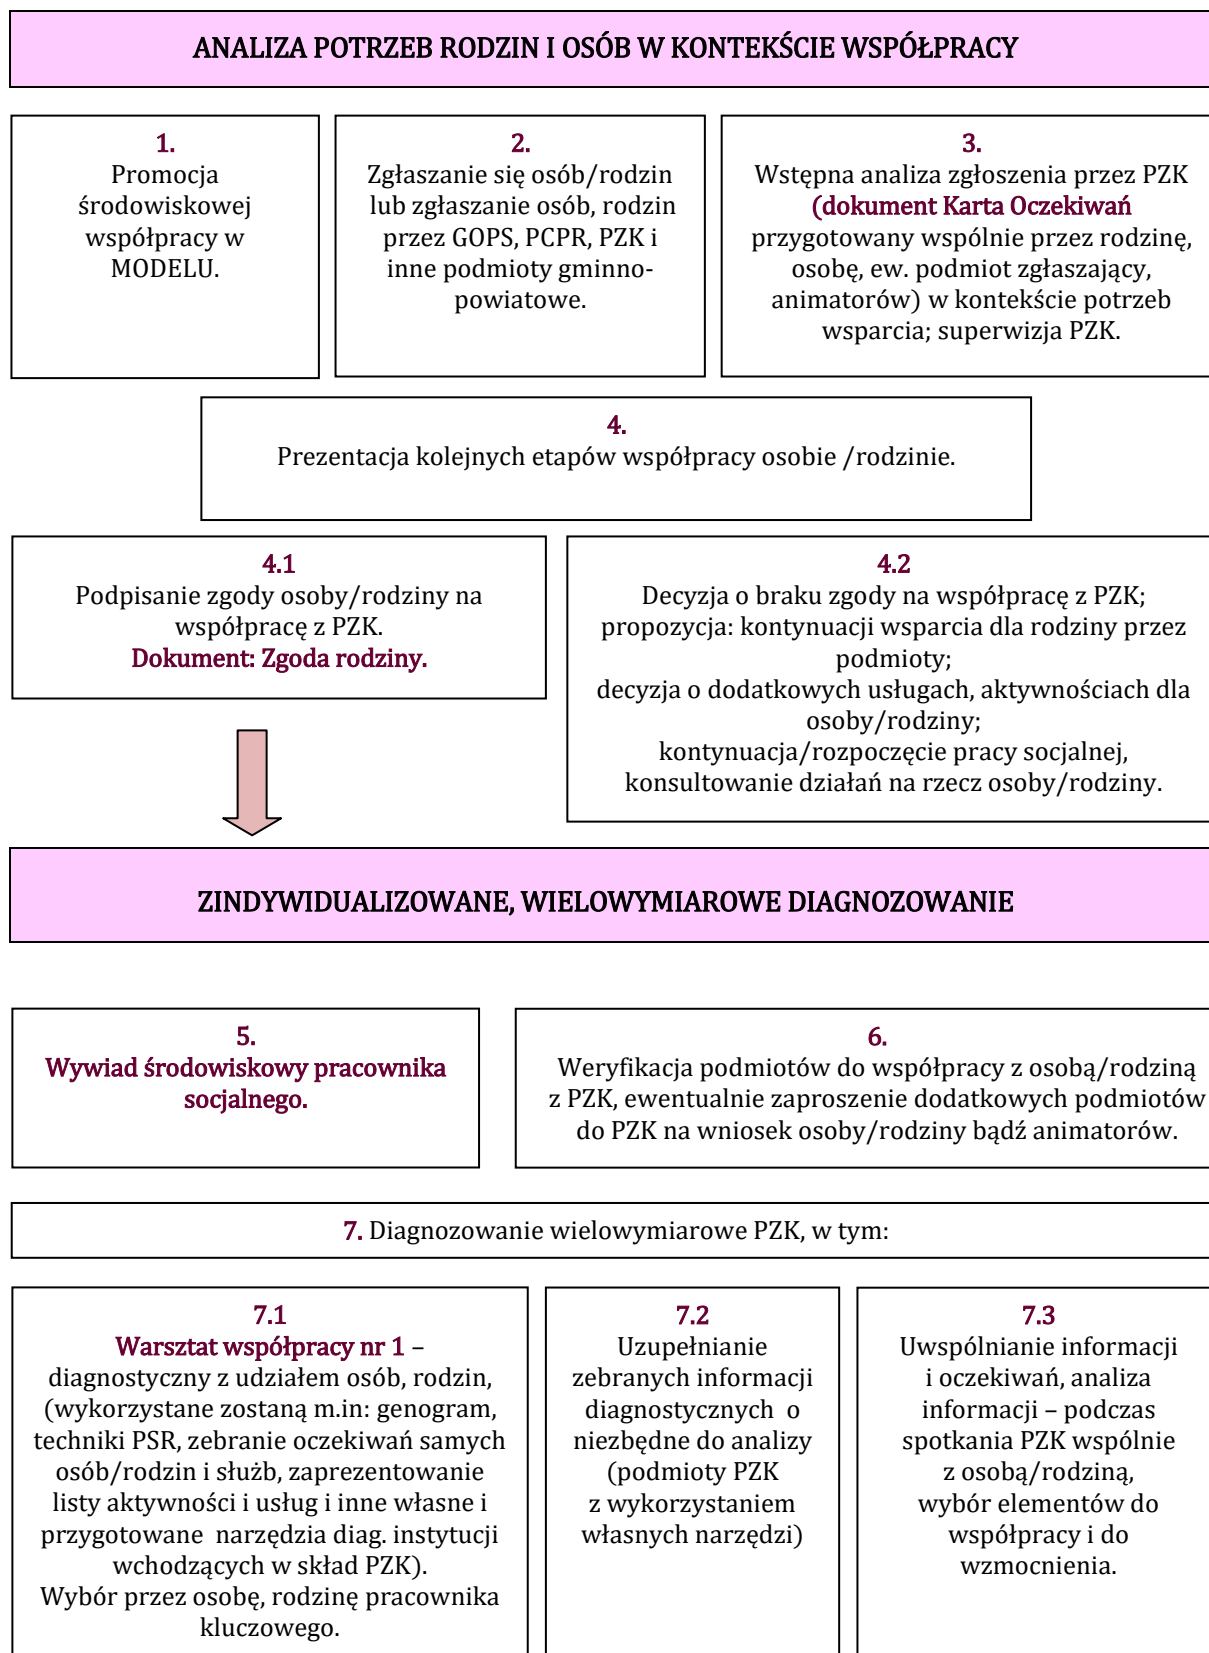 ANALIZA POTRZEB RODZIN I OSÓB W KONTEKŚCIE WSPÓŁPRACY
1.
Promocja
środowiskowej
współpracy w
MODELU.
2.
Zgłaszanie się osób/rodzin
lub zgłaszanie osób, rodzin
przez GOPS, PCPR, PZK i
inne podmioty gminno-
powiatowe.
3.
Wstępna analiza zgłoszenia przez PZK
(dokument Karta Oczekiwań
przygotowany wspólnie przez rodzinę,
osobę, ew. podmiot zgłaszający,
animatorów) w kontekście potrzeb
wsparcia; superwizja PZK.
4.
Prezentacja kolejnych etapów współpracy osobie /rodzinie.
4.1
Podpisanie zgody osoby/rodziny na
współpracę z PZK.
Dokument: Zgoda rodziny.
4.2
Decyzja o braku zgody na współpracę z PZK;
propozycja: kontynuacji wsparcia dla rodziny przez
podmioty;
decyzja o dodatkowych usługach, aktywnościach dla
osoby/rodziny;
kontynuacja/rozpoczęcie pracy socjalnej,
konsultowanie działań na rzecz osoby/rodziny.
ZINDYWIDUALIZOWANE, WIELOWYMIAROWE DIAGNOZOWANIE
5.
Wywiad środowiskowy pracownika
socjalnego.
6.
Weryfikacja podmiotów do współpracy z osobą/rodziną
z PZK, ewentualnie zaproszenie dodatkowych podmiotów
do PZK na wniosek osoby/rodziny bądź animatorów.
7. Diagnozowanie wielowymiarowe PZK, w tym:
7.1
Warsztat współpracy nr 1 –
diagnostyczny z udziałem osób, rodzin,
(wykorzystane zostaną m.in: genogram,
techniki PSR, zebranie oczekiwań samych
osób/rodzin i służb, zaprezentowanie
listy aktywności i usług i inne własne i
przygotowane narzędzia diag. instytucji
wchodzących w skład PZK).
Wybór przez osobę, rodzinę pracownika
kluczowego.
7.2
Uzupełnianie
zebranych informacji
diagnostycznych o
niezbędne do analizy
(podmioty PZK
z wykorzystaniem
własnych narzędzi)
7.3
Uwspólnianie informacji
i oczekiwań, analiza
informacji – podczas
spotkania PZK wspólnie
z osobą/rodziną,
wybór elementów do
współpracy i do
wzmocnienia.